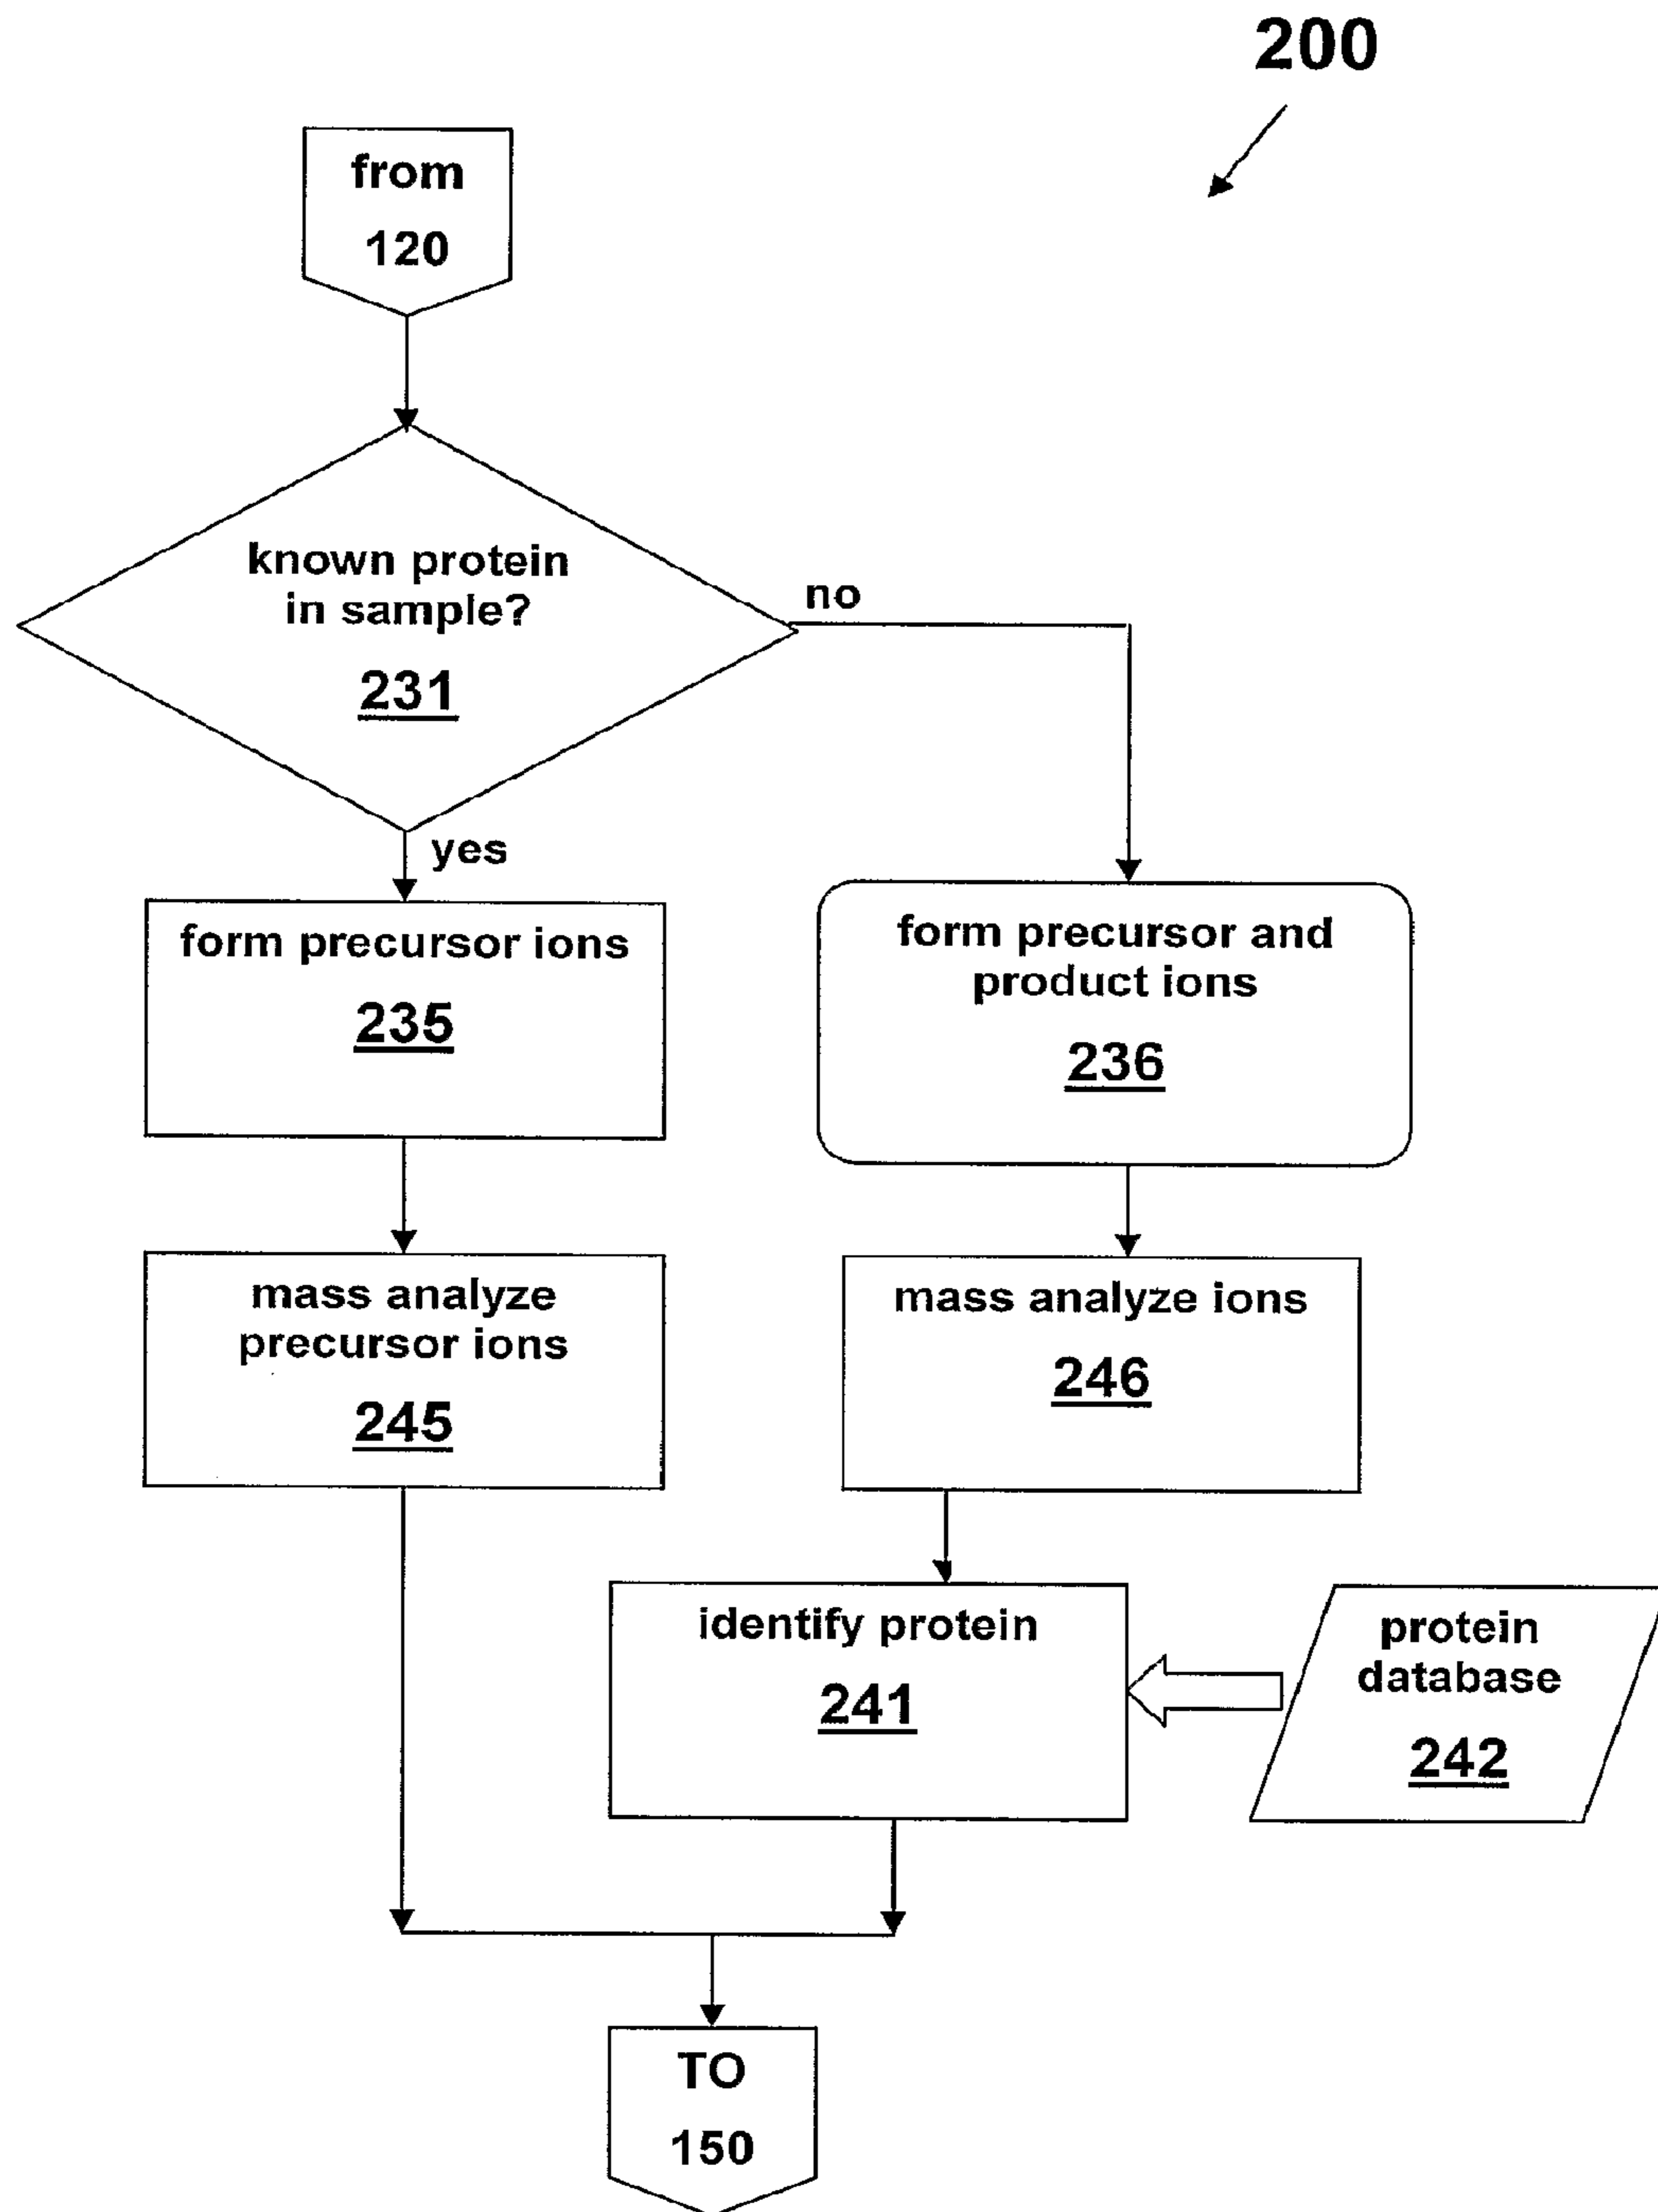 200
from
120
known protein
in sample?
231
no
yes
form precursor ions
235
form precursor and
product ions
236
mass analyze
precursor ions
245
mass analyze ions
246
identify protein
241
protein
database
242
TO
150